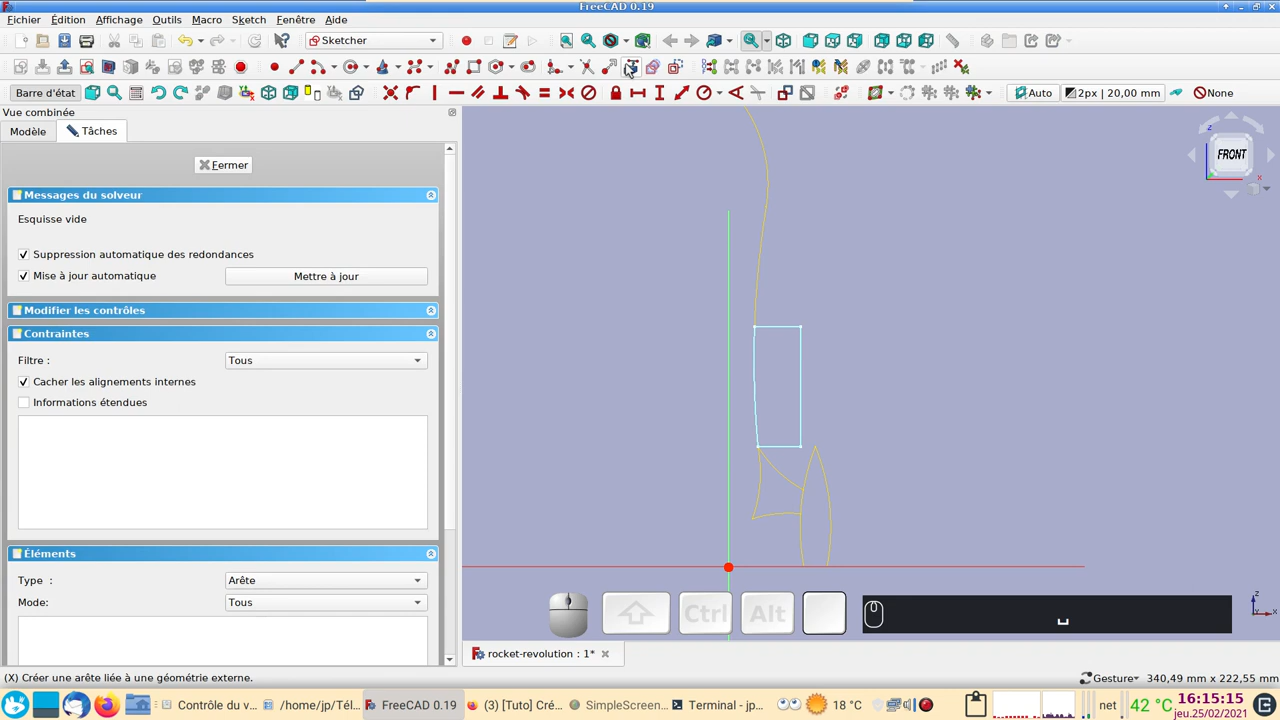 FreeCAD 0.19
Fichier Édition Affichage Outils Macro Sketch Fenêtre Aide
Sketcher
Barre d'état Auto 2px | 20,00 mm None
Vue combinée
Modèle Tâches
Fermer
Messages du solveur
Esquisse vide
Suppression automatique des redondances
Mise à jour automatique Mettre à jour
Modifier les contrôles
Contraintes
Filtre : Tous
Cacher les alignements internes
Informations étendues
Éléments
Type : Arête
Mode: Tous
Z
FRONT
x
Ctrl Alt ␣
z
x
rocket-revolution : 1*
(X) Créer une arête liée à une géométrie externe. Gesture 340,49 mm x 222,55 mm
Contrôle du v... /home/jp/Tél... FreeCAD 0.19 (3) [Tuto] Cré... SimpleScreen... Terminal - jp... 18 °C net 42 °C 16:15:15
jeu.25/02/2021